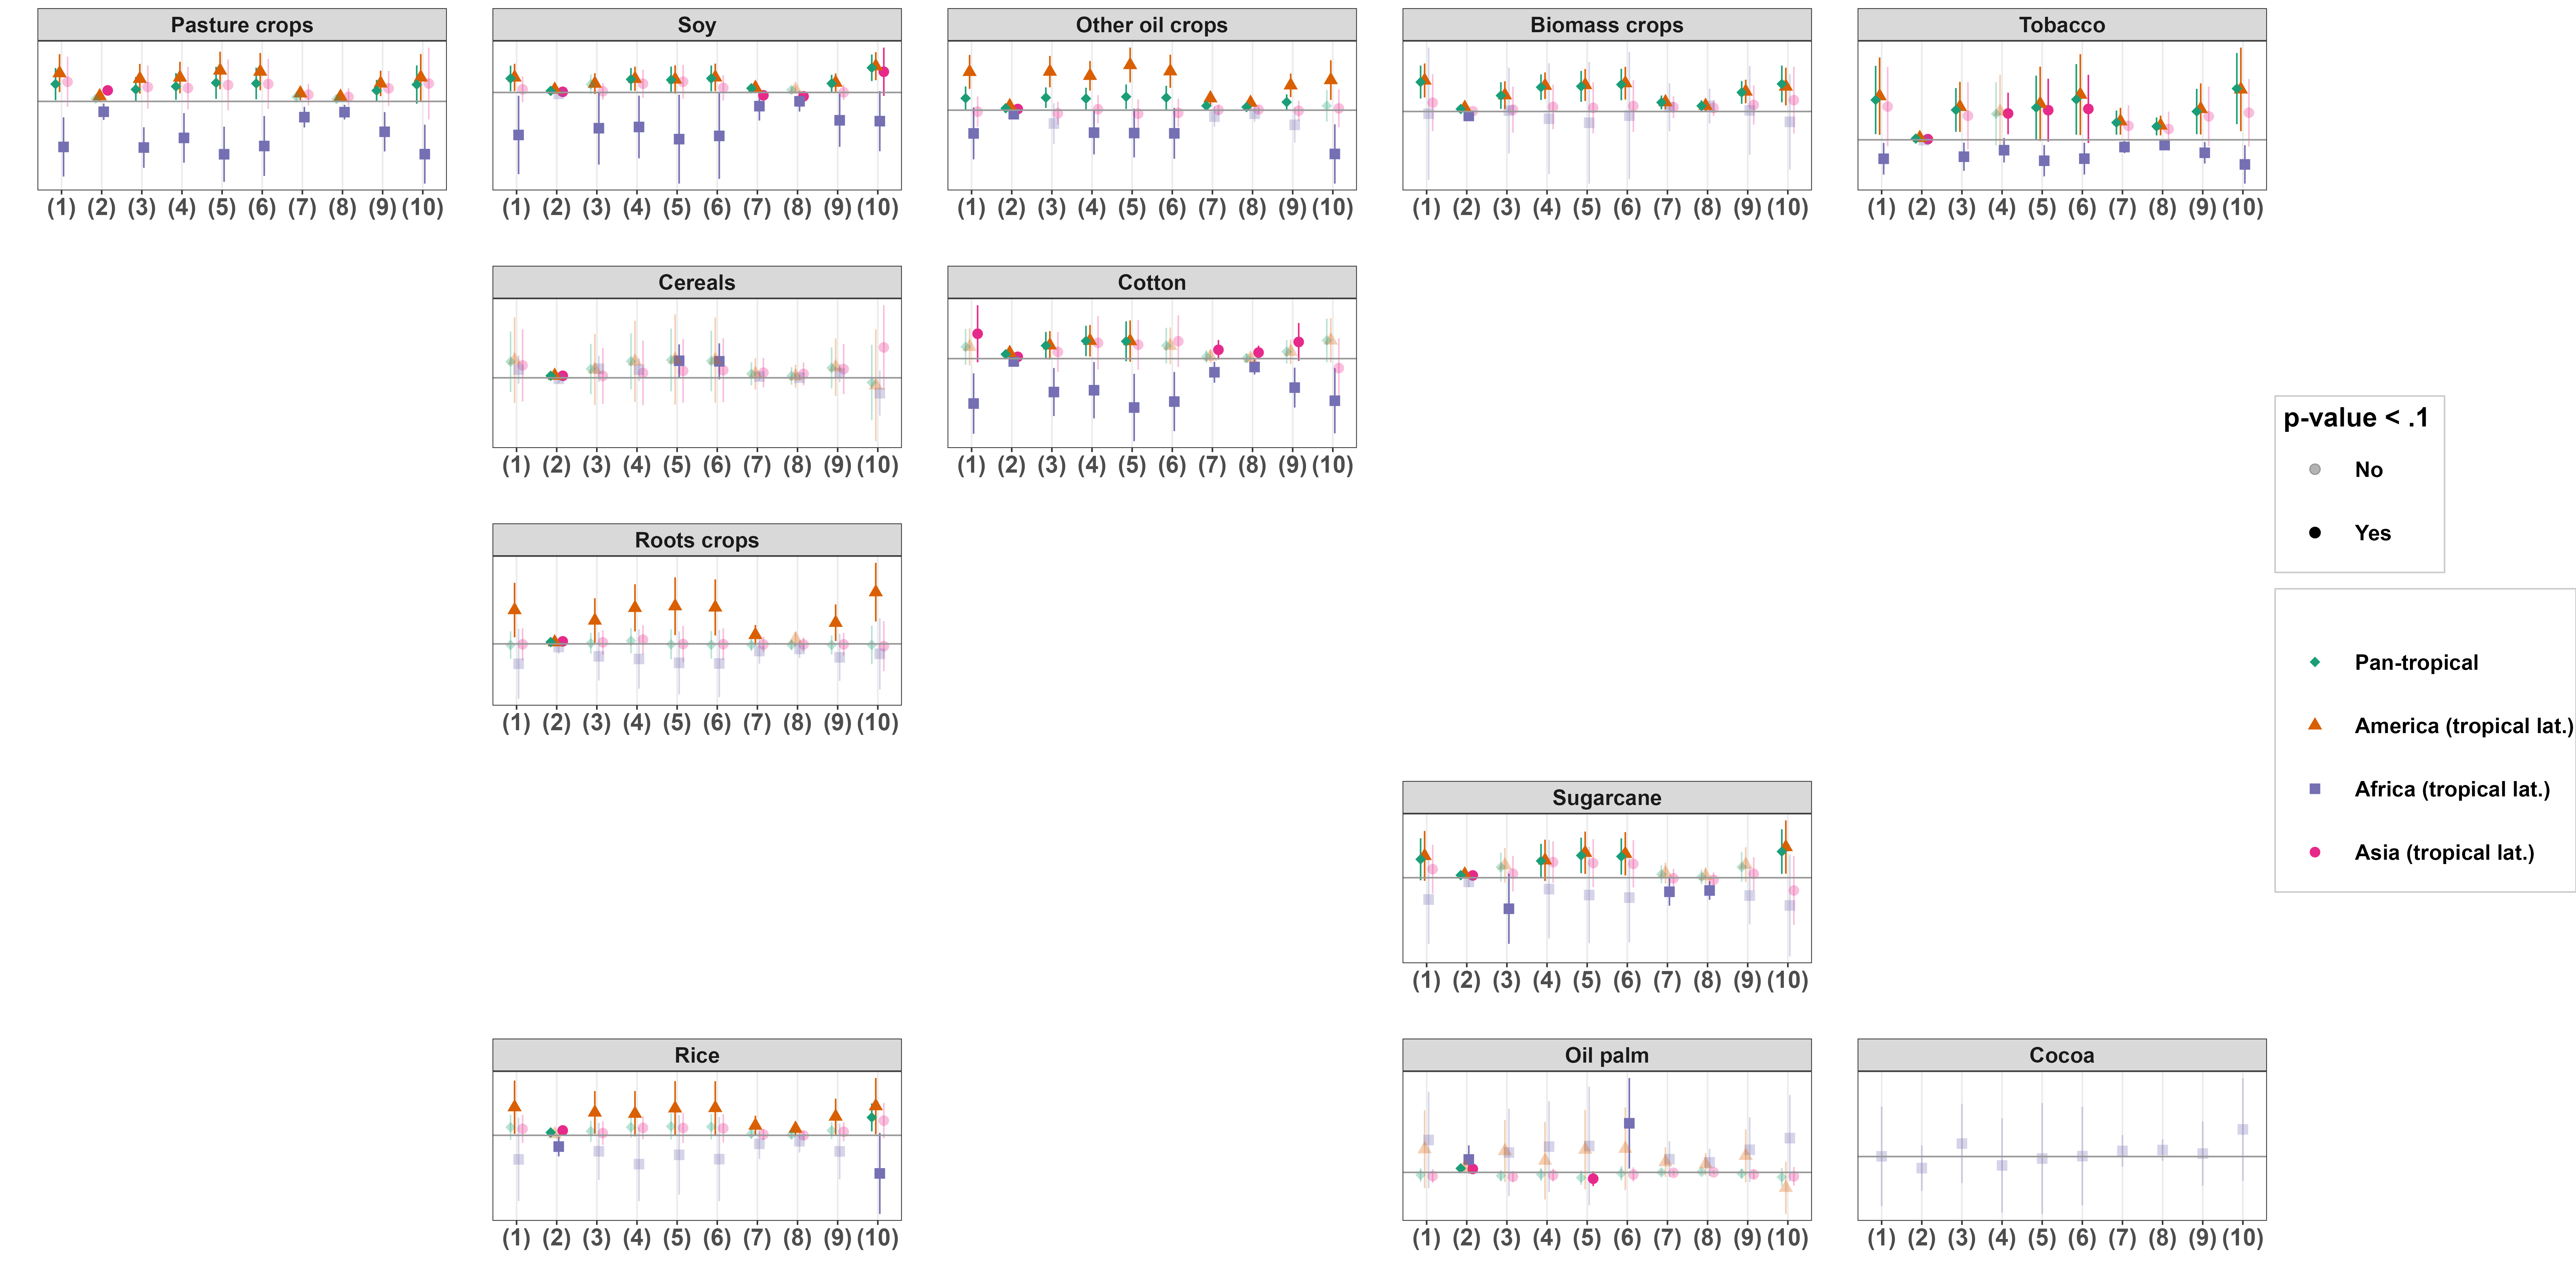 Pasture crops
Soy
Other oil crops
Biomass crops
Tobacco
(1) (2) (3) (4) (5) (6) (7) (8) (9) (10)
(1) (2) (3) (4) (5) (6) (7) (8) (9) (10)
(1) (2) (3) (4) (5) (6) (7) (8) (9) (10)
(1) (2) (3) (4) (5) (6) (7) (8) (9) (10)
(1) (2) (3) (4) (5) (6) (7) (8) (9) (10)
Cereals
Cotton
(1) (2) (3) (4) (5) (6) (7) (8) (9) (10)
(1) (2) (3) (4) (5) (6) (7) (8) (9) (10)
Roots crops
(1) (2) (3) (4) (5) (6) (7) (8) (9) (10)
Sugarcane
(1) (2) (3) (4) (5) (6) (7) (8) (9) (10)
Rice
Oil palm
Cocoa
(1) (2) (3) (4) (5) (6) (7) (8) (9) (10)
(1) (2) (3) (4) (5) (6) (7) (8) (9) (10)
(1) (2) (3) (4) (5) (6) (7) (8) (9) (10)
p-value < .1
No
Yes
Pan-tropical
America (tropical lat.)
Africa (tropical lat.)
Asia (tropical lat.)